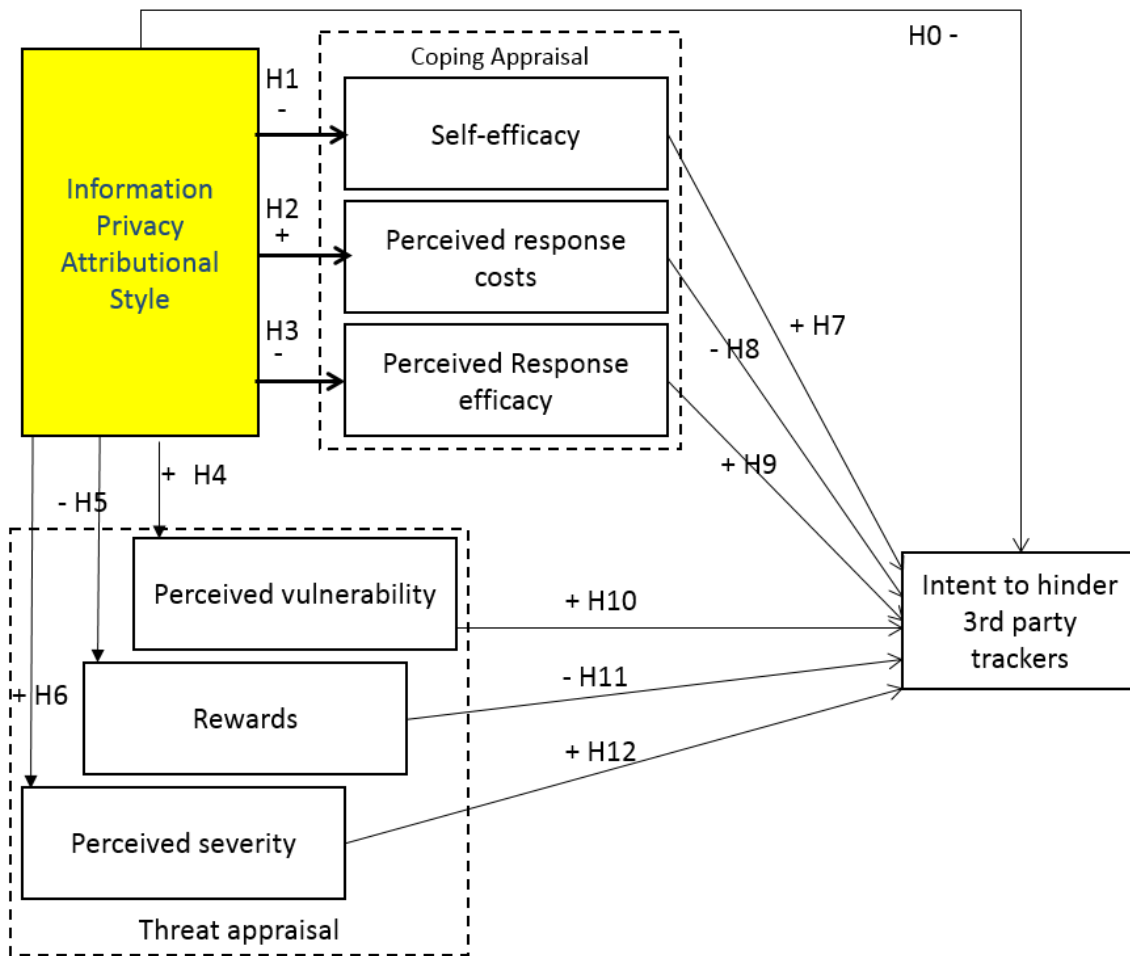 H0 -
Coping Appraisal
H1
-
Self-efficacy
Information
Privacy
Attributional
Style
H2
+
Perceived response
costs
H3
-
Perceived Response
efficacy
+ H7
- H8
+ H9
+ H4
- H5
+ H6
Perceived vulnerability
+ H10
Intent to hinder
3rd party
trackers
Rewards
- H11
+ H12
Perceived severity
Threat appraisal